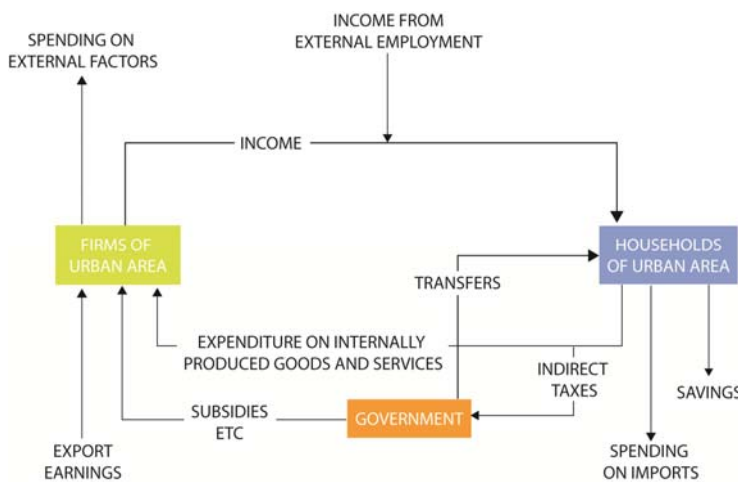 SPENDING ON
EXTERNAL FACTORS
INCOME FROM
EXTERNAL EMPLOYMENT
INCOME
FIRMS OF
URBAN AREA
HOUSEHOLDS
OF URBAN AREA
TRANSFERS
EXPENDITURE ON INTERNALLY
PRODUCED GOODS AND SERVICES
INDIRECT
TAXES
SAVINGS
SUBSIDIES
ETC
GOVERNMENT
EXPORT
EARNINGS
SPENDING
ON IMPORTS